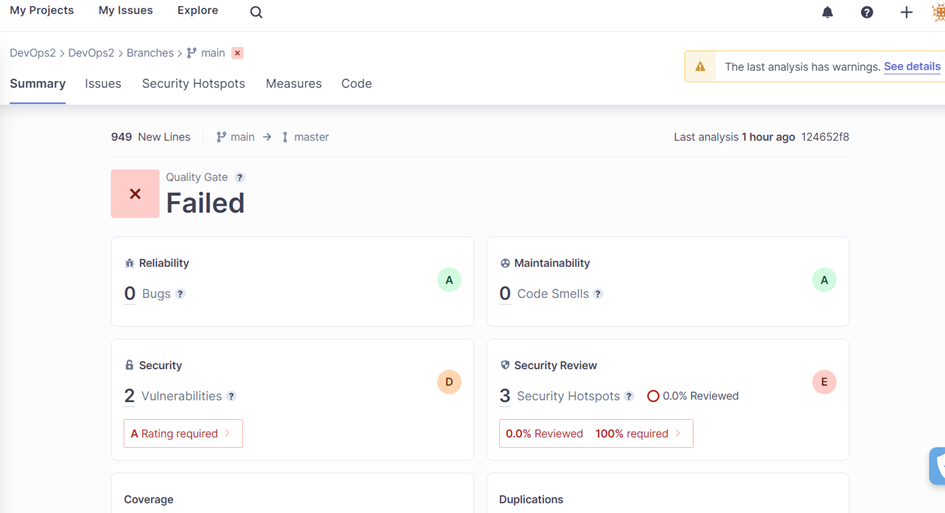 My Projects My Issues Explore
DevOps2 > DevOps2 > Branches > main
The last analysis has warnings. See details
Summary Issues Security Hotspots Measures Code
949 New Lines main → master Last analysis 1 hour ago 124652f8
Quality Gate ?
Failed
Reliability
0 Bugs ?
A
Maintainability
0 Code Smells ?
A
Security
2 Vulnerabilities ?
D
A Rating required >
Security Review
3 Security Hotspots ? 0.0% Reviewed
E
0.0% Reviewed 100% required >
Coverage
Duplications